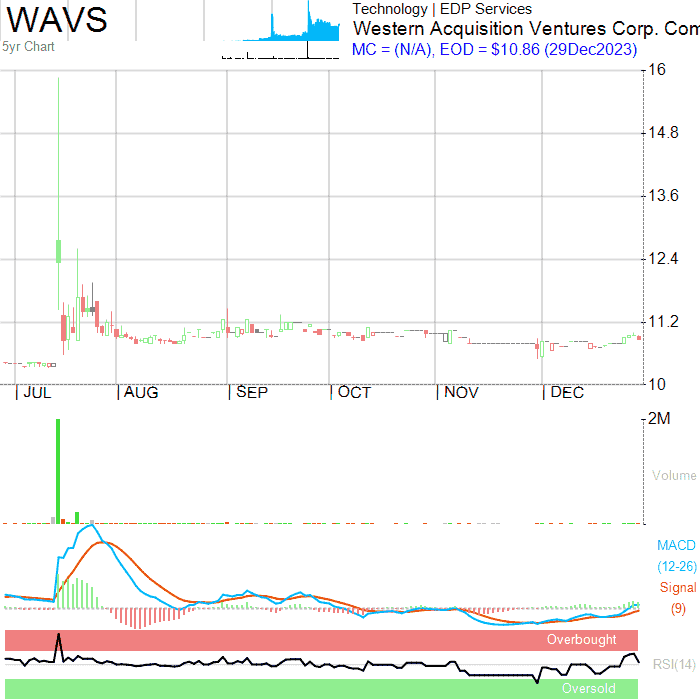 WAVS
5yr Chart
Technology | EDP Services
Western Acquisition Ventures Corp. Com
MC = (N/A), EOD = $10.86 (29Dec2023)
16
14.8
13.6
12.4
11.2
10
JUL AUG SEP OCT NOV DEC
2M
Volume
MACD
(12-26)
Signal
(9)
Overbought
RSI(14)
Oversold